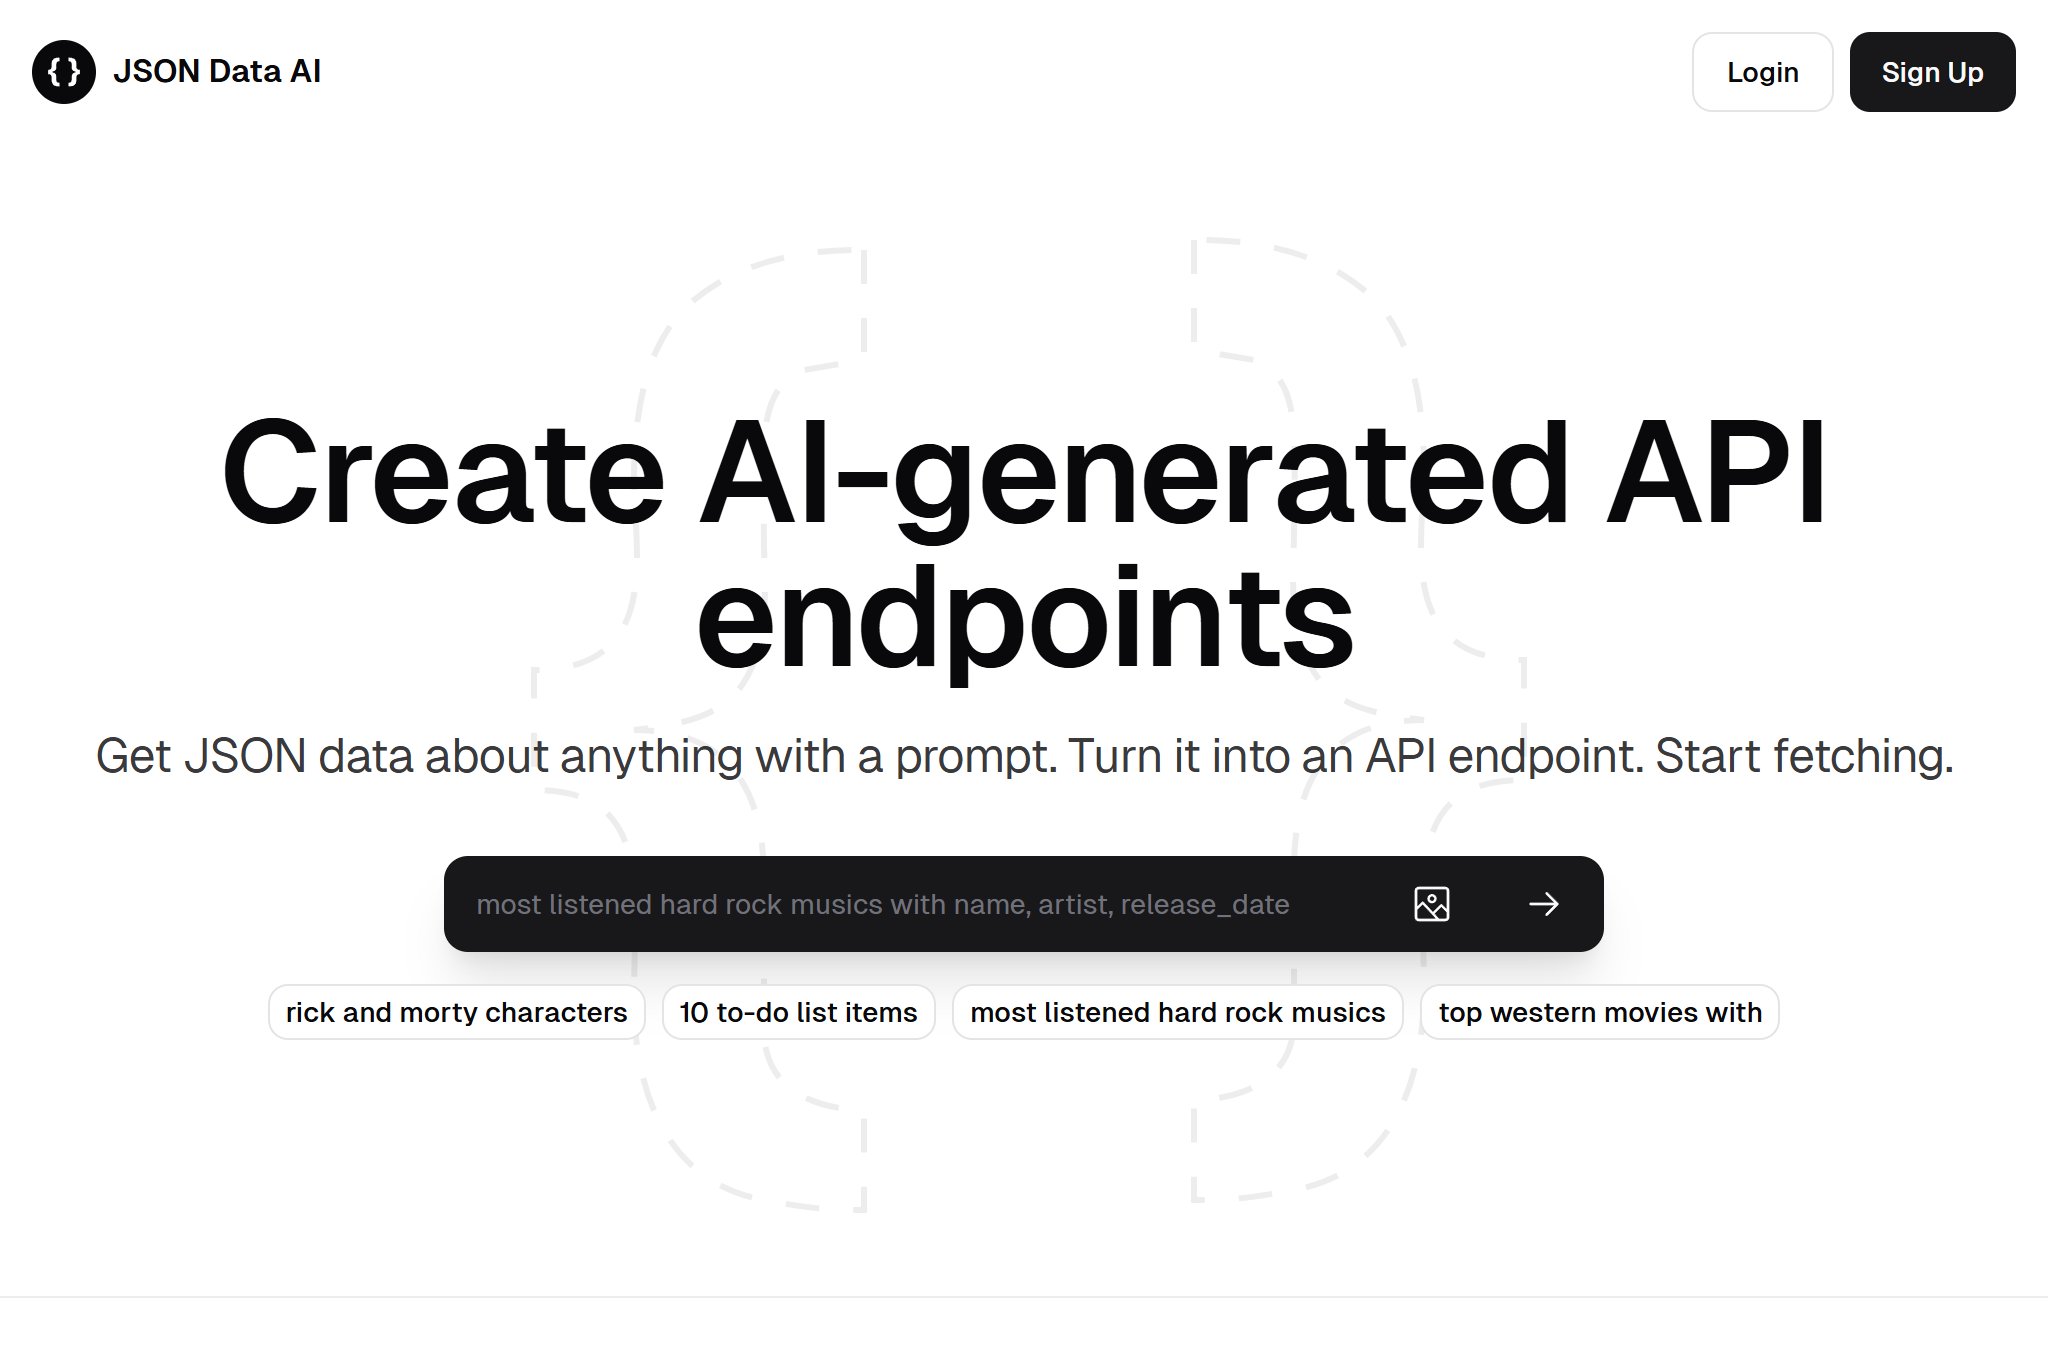 { } JSON Data AI
Login
Sign Up
Create AI-generated API
endpoints
Get JSON data about anything with a prompt. Turn it into an API endpoint. Start fetching.
most listened hard rock musics with name, artist, release_date
rick and morty characters
10 to-do list items
most listened hard rock musics
top western movies with